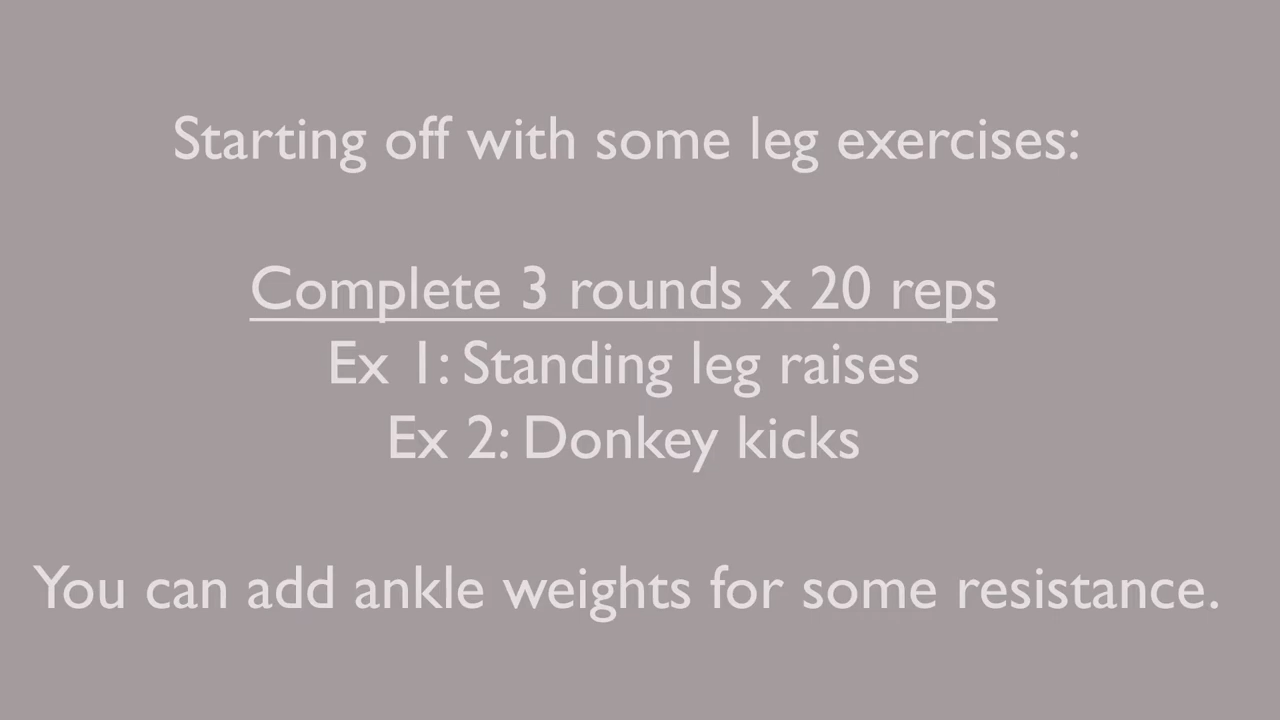 Starting off with some leg exercises:
Complete 3 rounds x 20 reps
Ex 1: Standing leg raises
Ex 2: Donkey kicks
You can add ankle weights for some resistance.